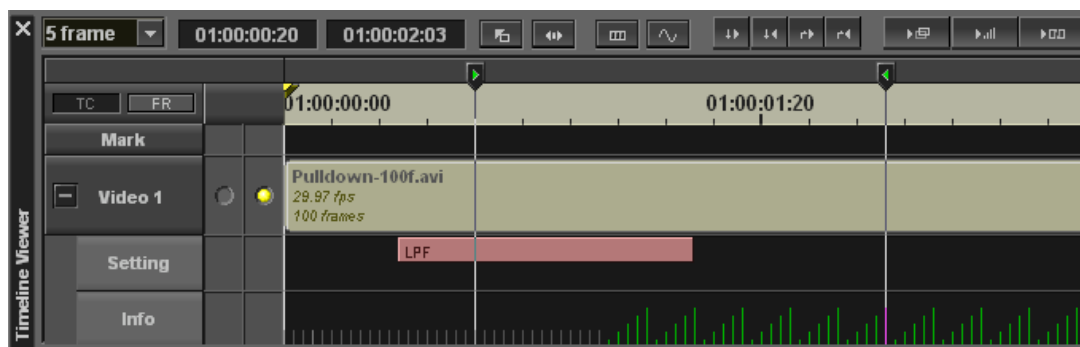 5 frame
01:00:00:20
01:00:02:03
TC
FR
01:00:00:00
01:00:01:20
Mark
Video 1
Pulldown-100f.avi
29.97 fps
100 frames
Setting
LPF
Info
Timeline Viewer